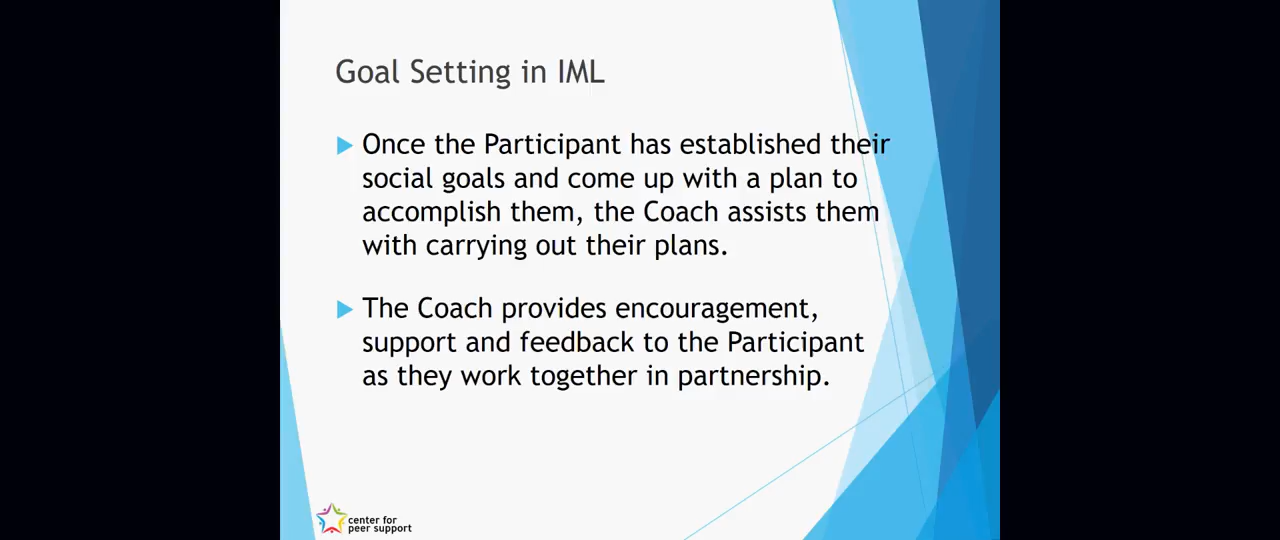 Goal Setting in IML
Once the Participant has established their
social goals and come up with a plan to
accomplish them, the Coach assists them
with carrying out their plans.
The Coach provides encouragement,
support and feedback to the Participant
as they work together in partnership.
center for
peer support